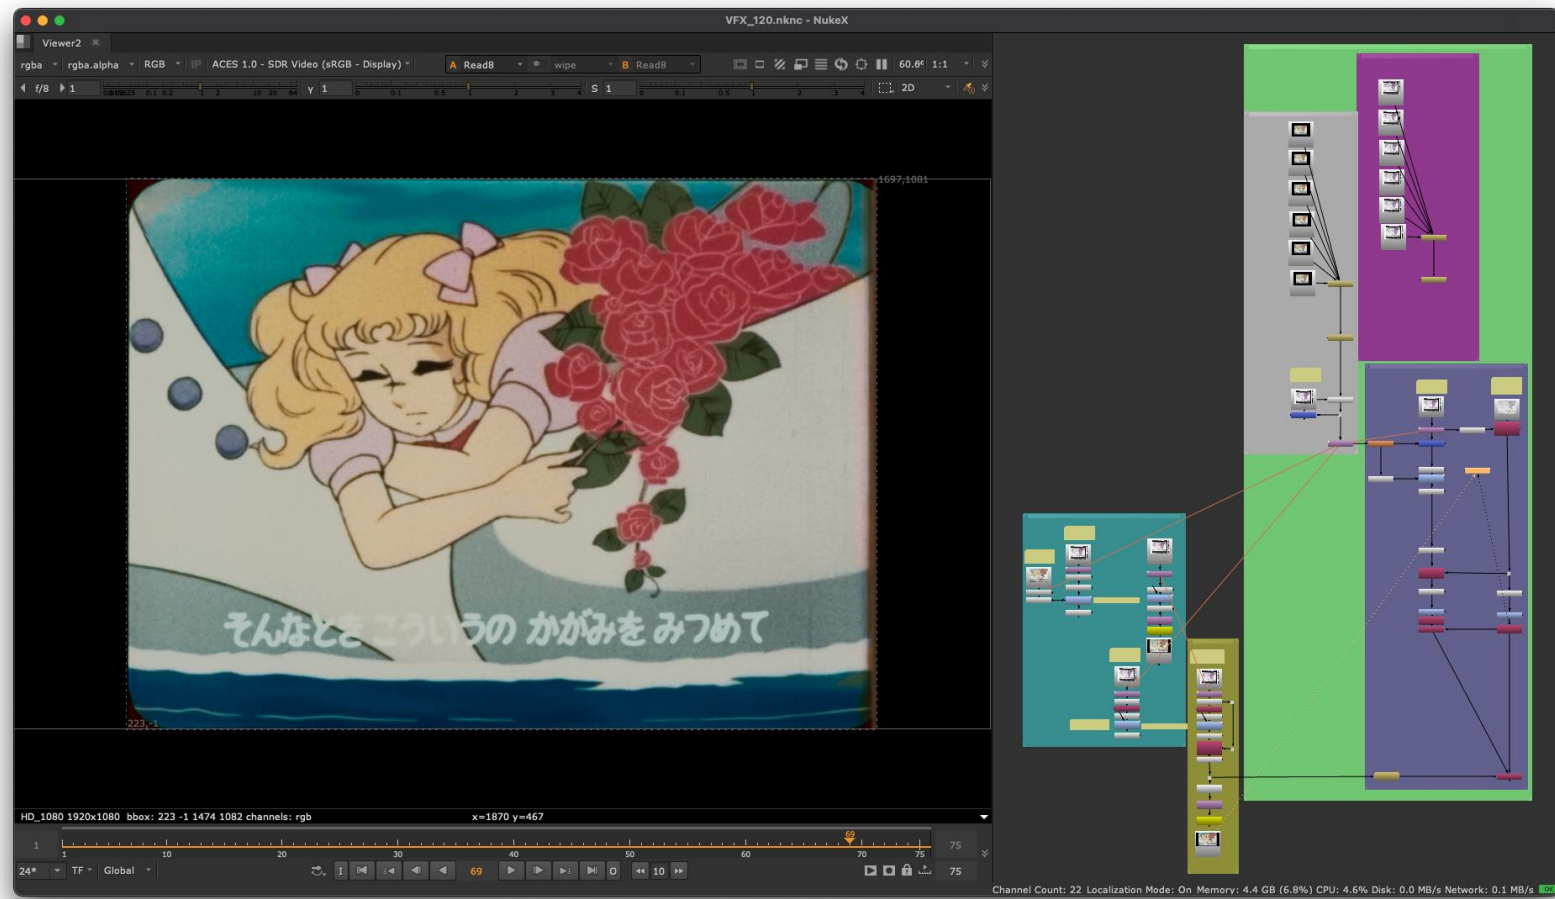 VFX_120.nknc - NukeX
Viewer2
rgba rgba.alpha RGB IP ACES 1.0 - SDR Video (sRGB - Display) A Read8 wipe B Read8 1:1
f/8 1 γ 1 S 1 2D
1697,1081
そんなとき こういうの かがみを みつめて
223,-1
HD_1080 1920x1080 bbox: 223 -1 1474 1082 channels: rgb x=1870 y=467
69
1 75
1 10 20 30 40 50 60 70 75
24* TF Global I 69 O 10 75
Channel Count: 22 Localization Mode: On Memory: 4.4 GB (6.8%) CPU: 4.6% Disk: 0.0 MB/s Network: 0.1 MB/s OK